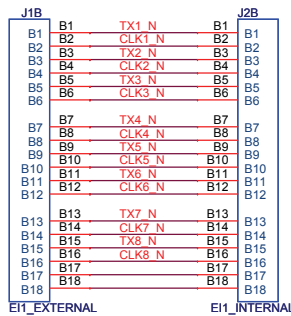 J1B J2B
B1 B1 TX1_N B1 B1
B2 B2 CLK1_N B2 B2
B3 B3 TX2_N B3 B3
B4 B4 CLK2_N B4 B4
B5 B5 TX3_N B5 B5
B6 B6 CLK3_N B6 B6
B7 B7 TX4_N B7 B7
B8 B8 CLK4_N B8 B8
B9 B9 TX5_N B9 B9
B10 B10 CLK5_N B10 B10
B11 B11 TX6_N B11 B11
B12 B12 CLK6_N B12 B12
B13 B13 TX7_N B13 B13
B14 B14 CLK7_N B14 B14
B15 B15 TX8_N B15 B15
B16 B16 CLK8_N B16 B16
B17 B17 B17 B17
B18 B18 B18 B18
EI1_EXTERNAL EI1_INTERNAL